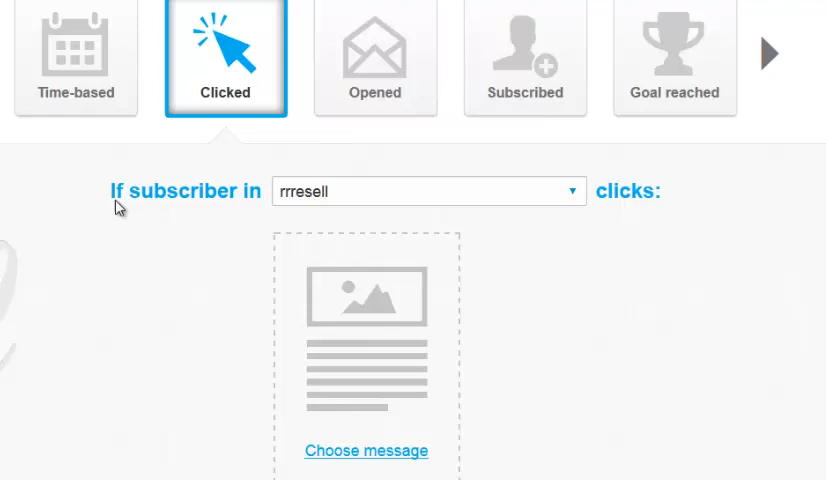 Time-based
Clicked
Opened
Subscribed
Goal reached
If subscriber in rrresell clicks:
Choose message